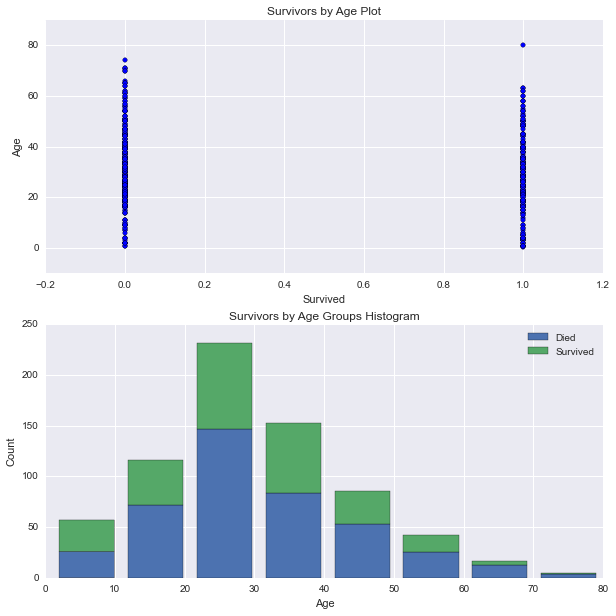 Survivors by Age Plot
80
60
40
20
0
Age
−0.2 0.0 0.2 0.4 0.6 0.8 1.0 1.2
Survived
Survivors by Age Groups Histogram
250
200
150
100
50
0
Count
Died
Survived
0 10 20 30 40 50 60 70 80
Age